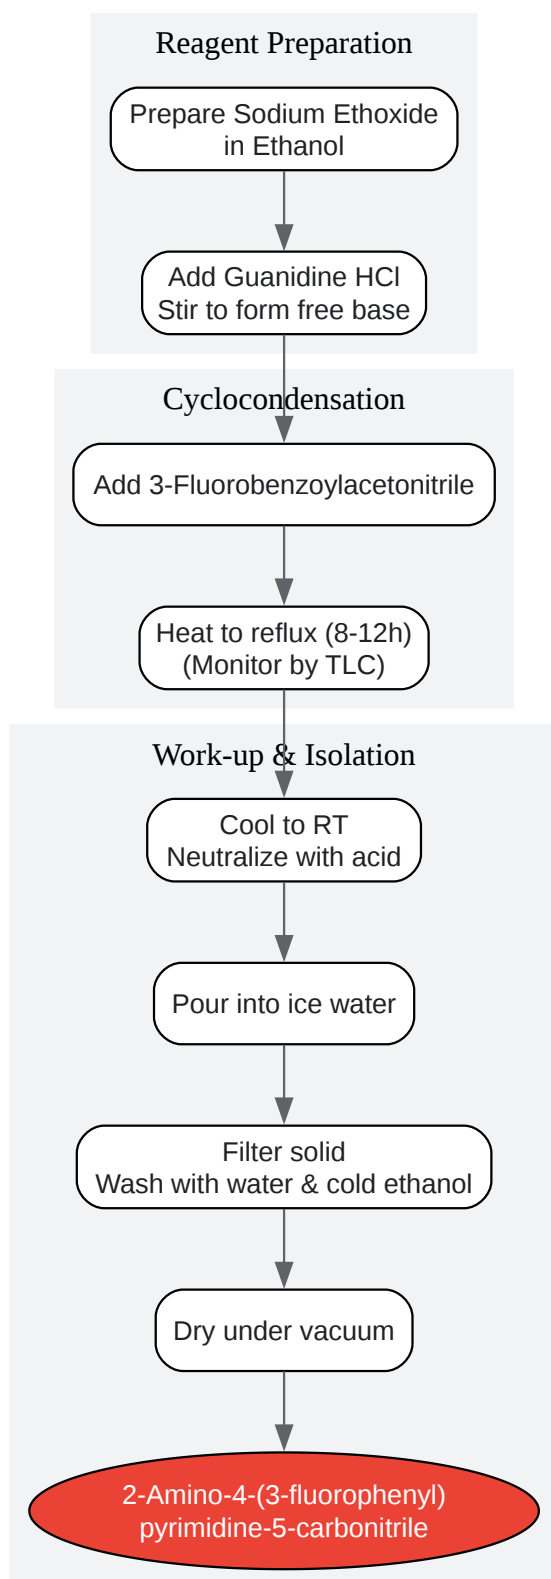 Reagent Preparation
Prepare Sodium Ethoxide
in Ethanol
Add Guanidine HCl
Stir to form free base
Cyclocondensation
Add 3-Fluorobenzoylacetonitrile
Heat to reflux (8-12h)
(Monitor by TLC)
Work-up & Isolation
Cool to RT
Neutralize with acid
Pour into ice water
Filter solid
Wash with water & cold ethanol
Dry under vacuum
2-Amino-4-(3-fluorophenyl)
pyrimidine-5-carbonitrile